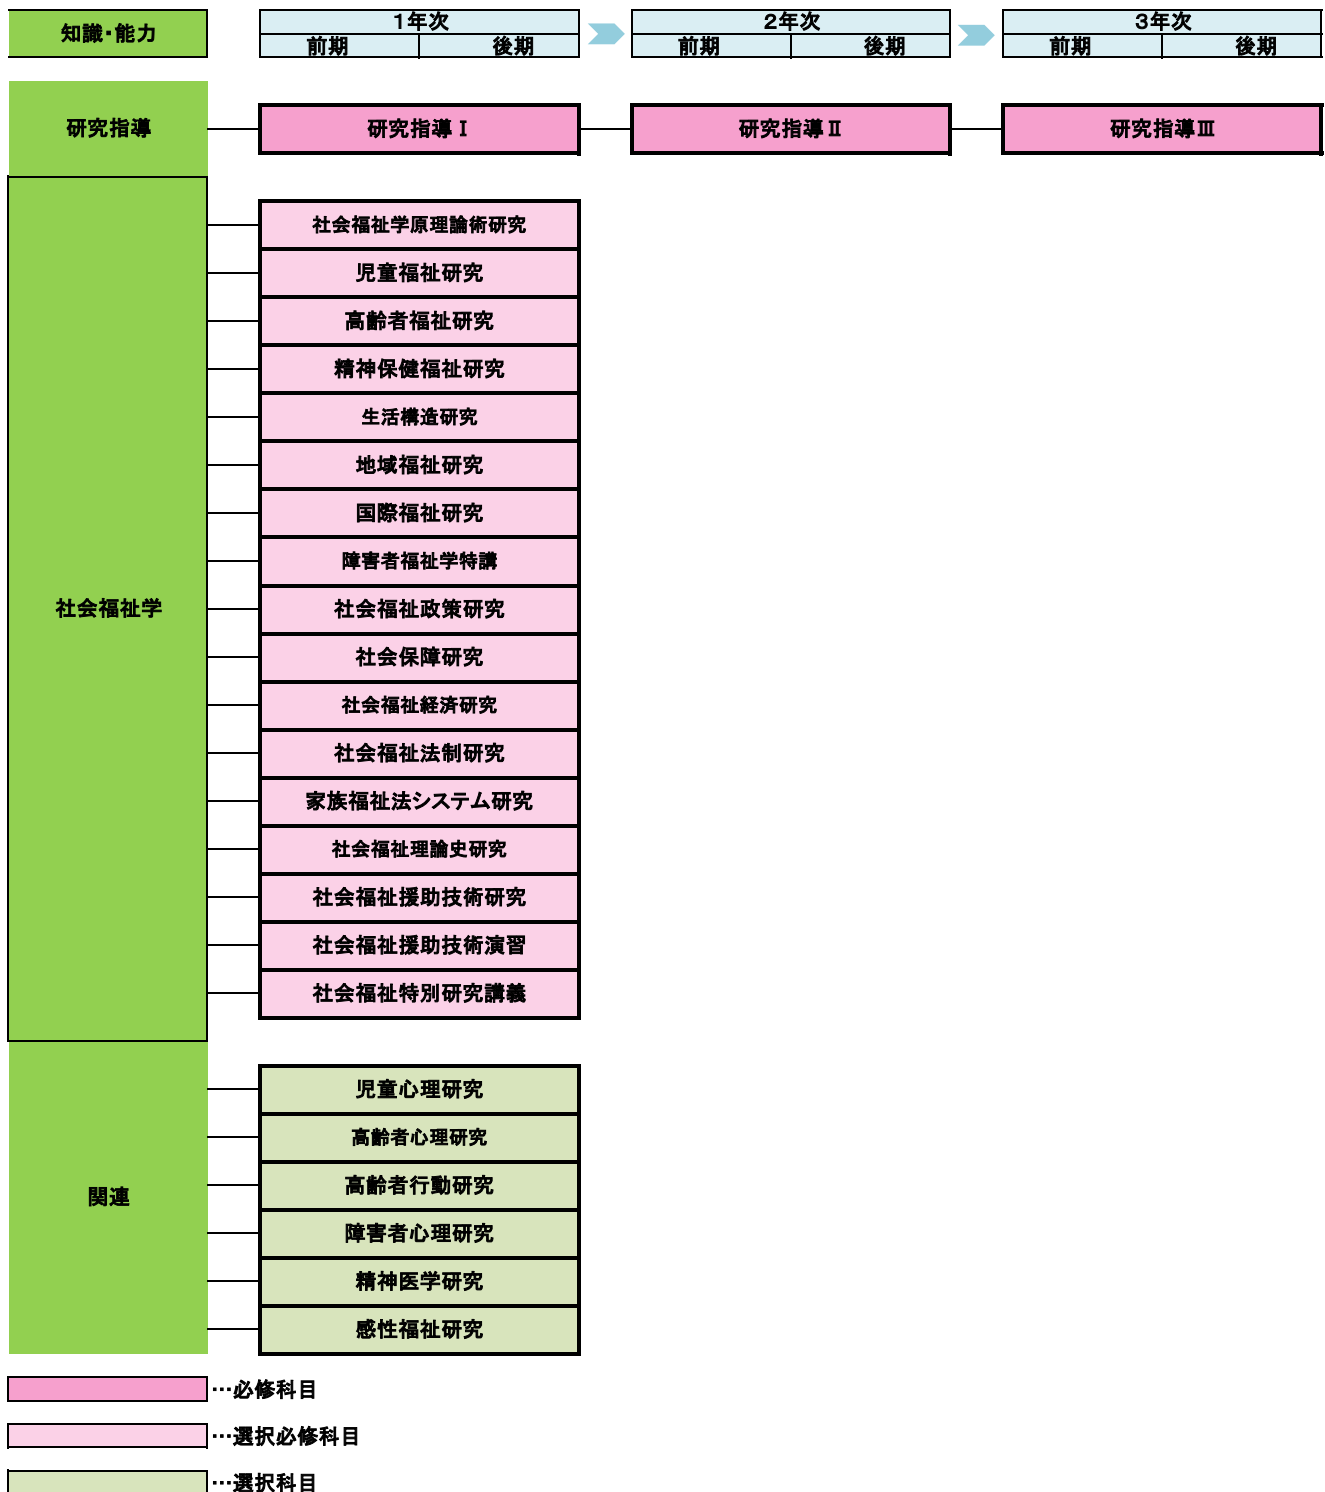 知識・能力
1年次
2年次
3年次
前期
後期
前期
後期
前期
後期
研究指導
研究指導Ⅰ
研究指導Ⅱ
研究指導Ⅲ
社会福祉学
社会福祉学原理論術研究
児童福祉研究
高齢者福祉研究
精神保健福祉研究
生活構造研究
地域福祉研究
国際福祉研究
障害者福祉学特講
社会福祉政策研究
社会保障研究
社会福祉経済研究
社会福祉法制研究
家族福祉法システム研究
社会福祉理論史研究
社会福祉援助技術研究
社会福祉援助技術演習
社会福祉特別研究講義
関連
児童心理研究
高齢者心理研究
高齢者行動研究
障害者心理研究
精神医学研究
感性福祉研究
…必修科目
…選択必修科目
…選択科目